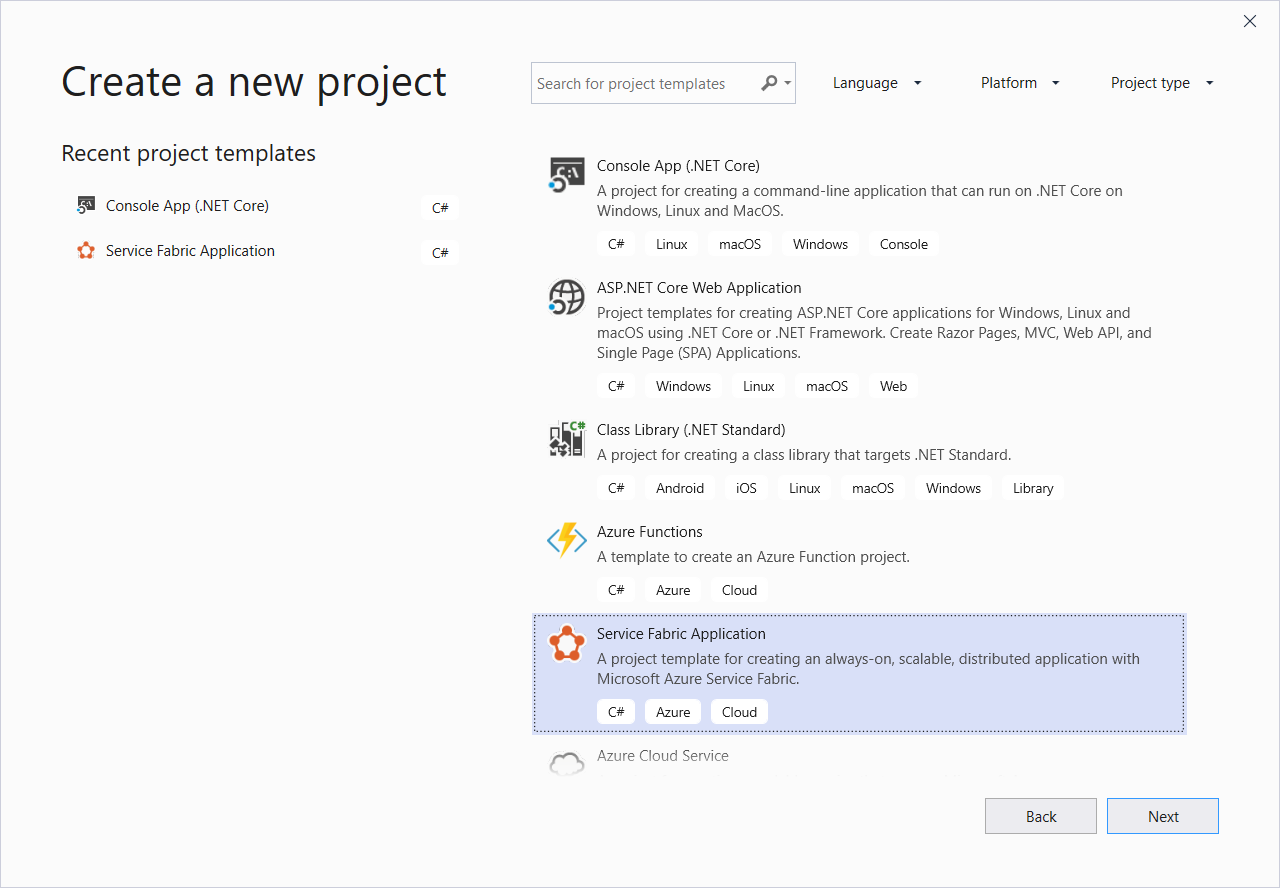 Create a new project
Search for project templates
Language
Platform
Project type
Recent project templates
Console App (.NET Core)
C#
Service Fabric Application
C#
Console App (.NET Core)
A project for creating a command-line application that can run on .NET Core on
Windows, Linux and MacOS.
C# Linux macOS Windows Console
ASP.NET Core Web Application
Project templates for creating ASP.NET Core applications for Windows, Linux and
macOS using .NET Core or .NET Framework. Create Razor Pages, MVC, Web API, and
Single Page (SPA) Applications.
C# Windows Linux macOS Web
C#
Class Library (.NET Standard)
A project for creating a class library that targets .NET Standard.
C# Android iOS Linux macOS Windows Library
Azure Functions
A template to create an Azure Function project.
C# Azure Cloud
Service Fabric Application
A project template for creating an always-on, scalable, distributed application with
Microsoft Azure Service Fabric.
C# Azure Cloud
Azure Cloud Service
Back
Next